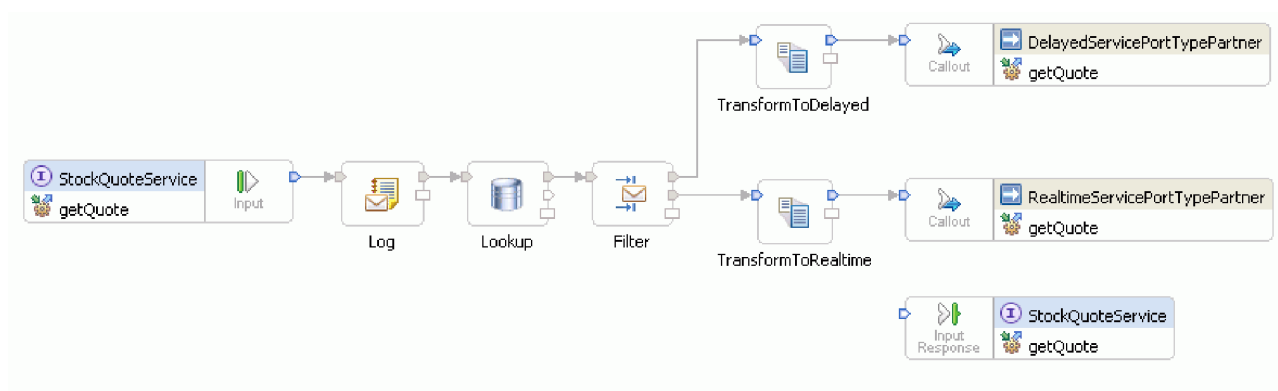 DelayedServicePortTypePartner
Callout
getQuote
TransformToDelayed
StockQuoteService
Input
getQuote
Log
Lookup
Filter
RealtimeServicePortTypePartner
Callout
getQuote
TransformToRealtime
StockQuoteService
Input
Response
getQuote